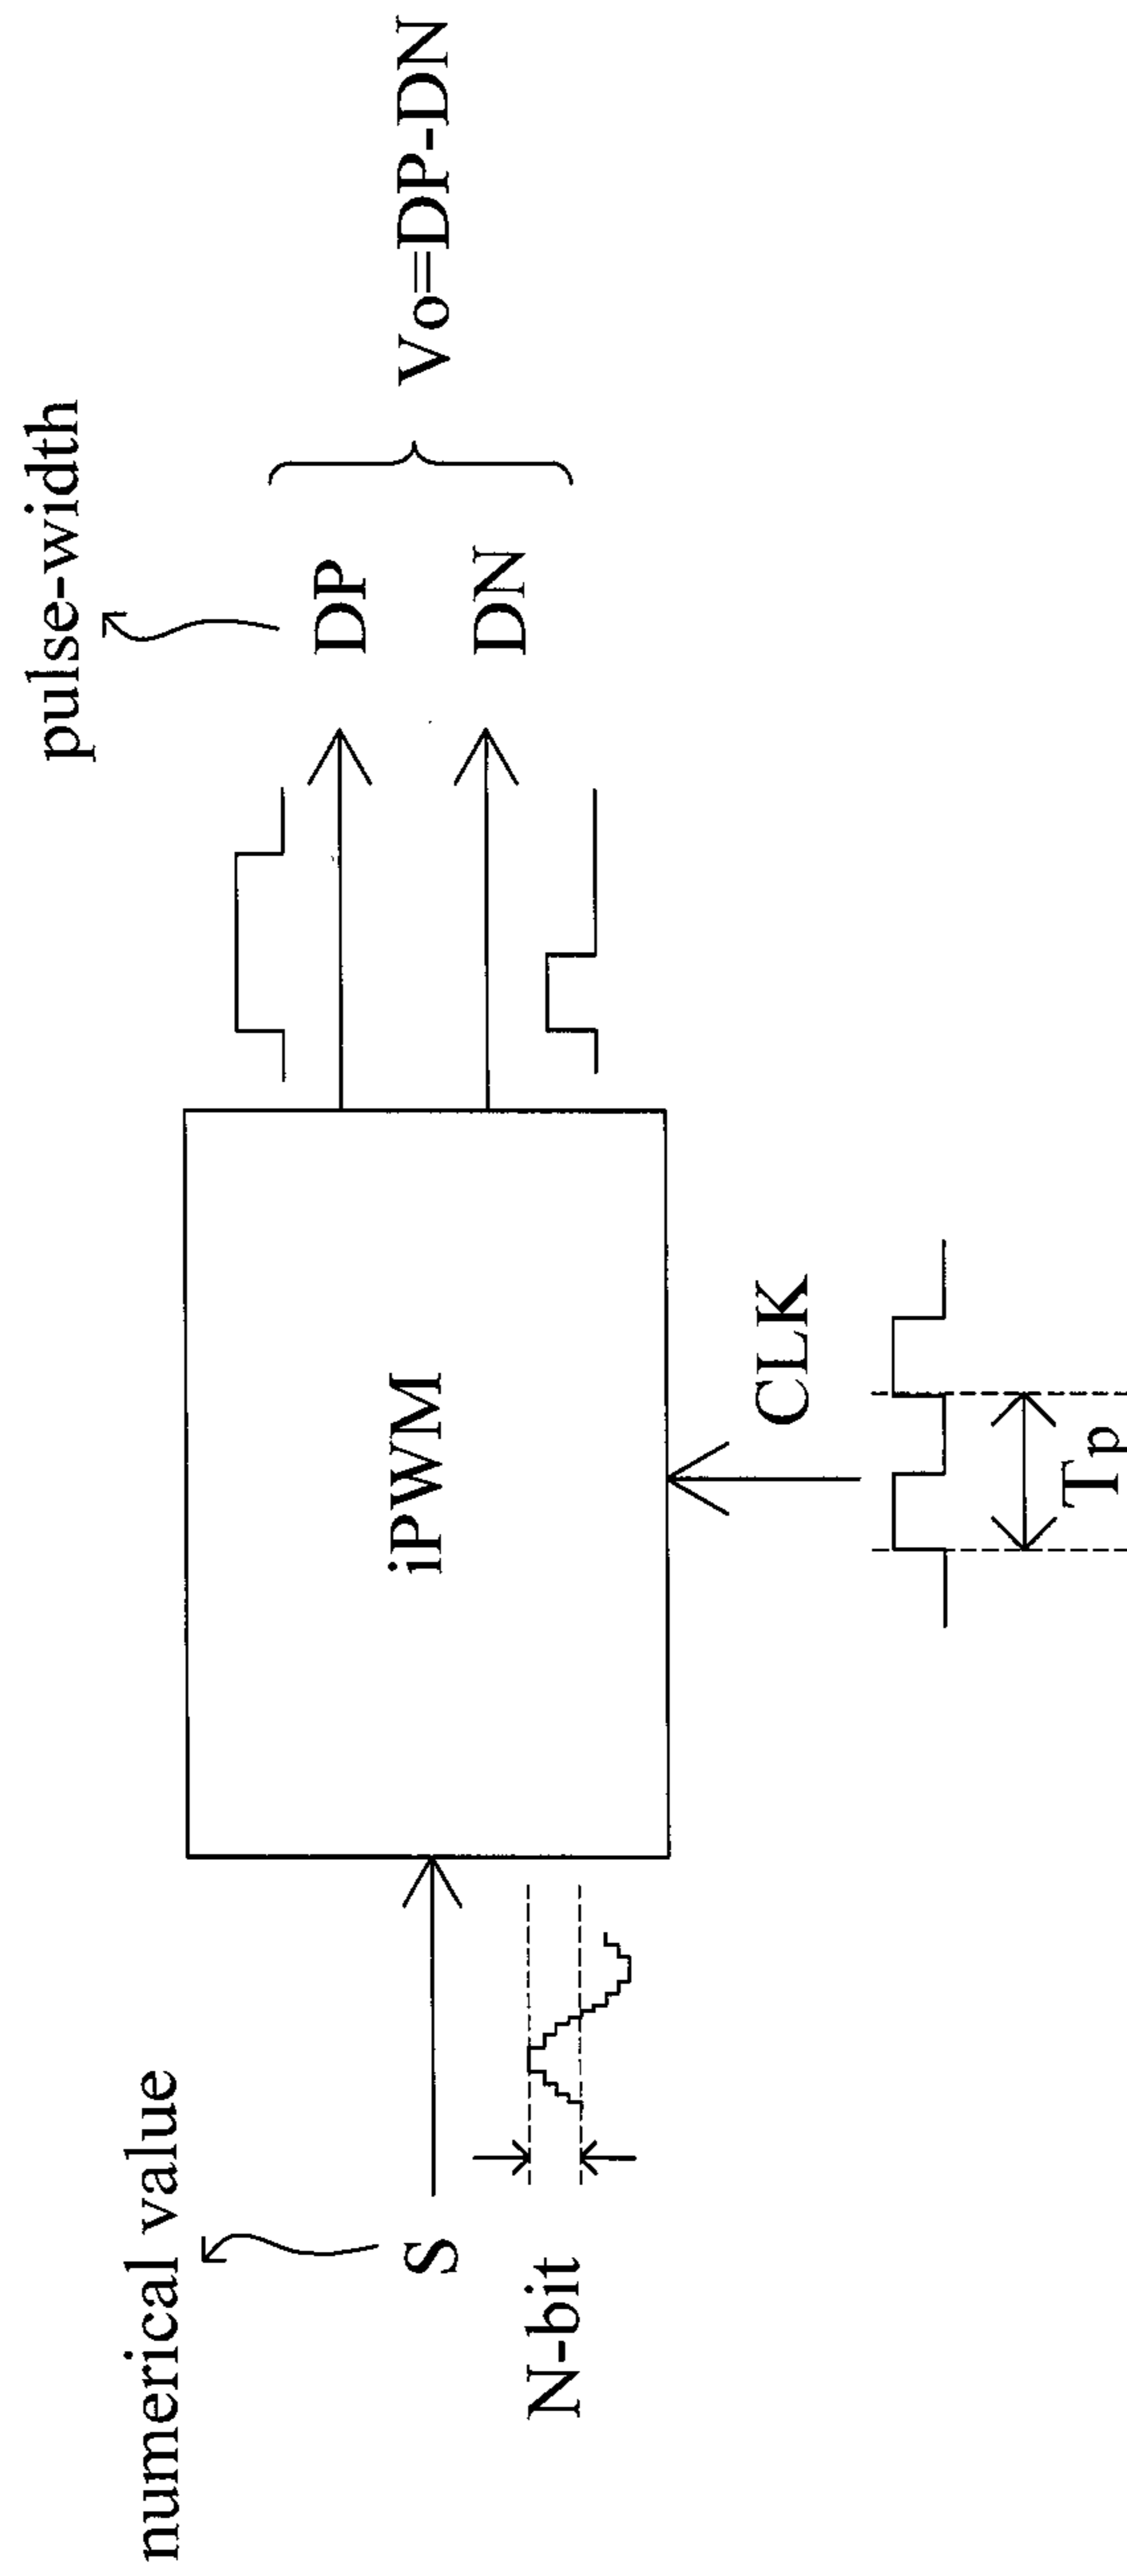 numerical value
S
N-bit
iPWM
CLK
Tp
pulse-width
DP
DN
Vo=DP-DN